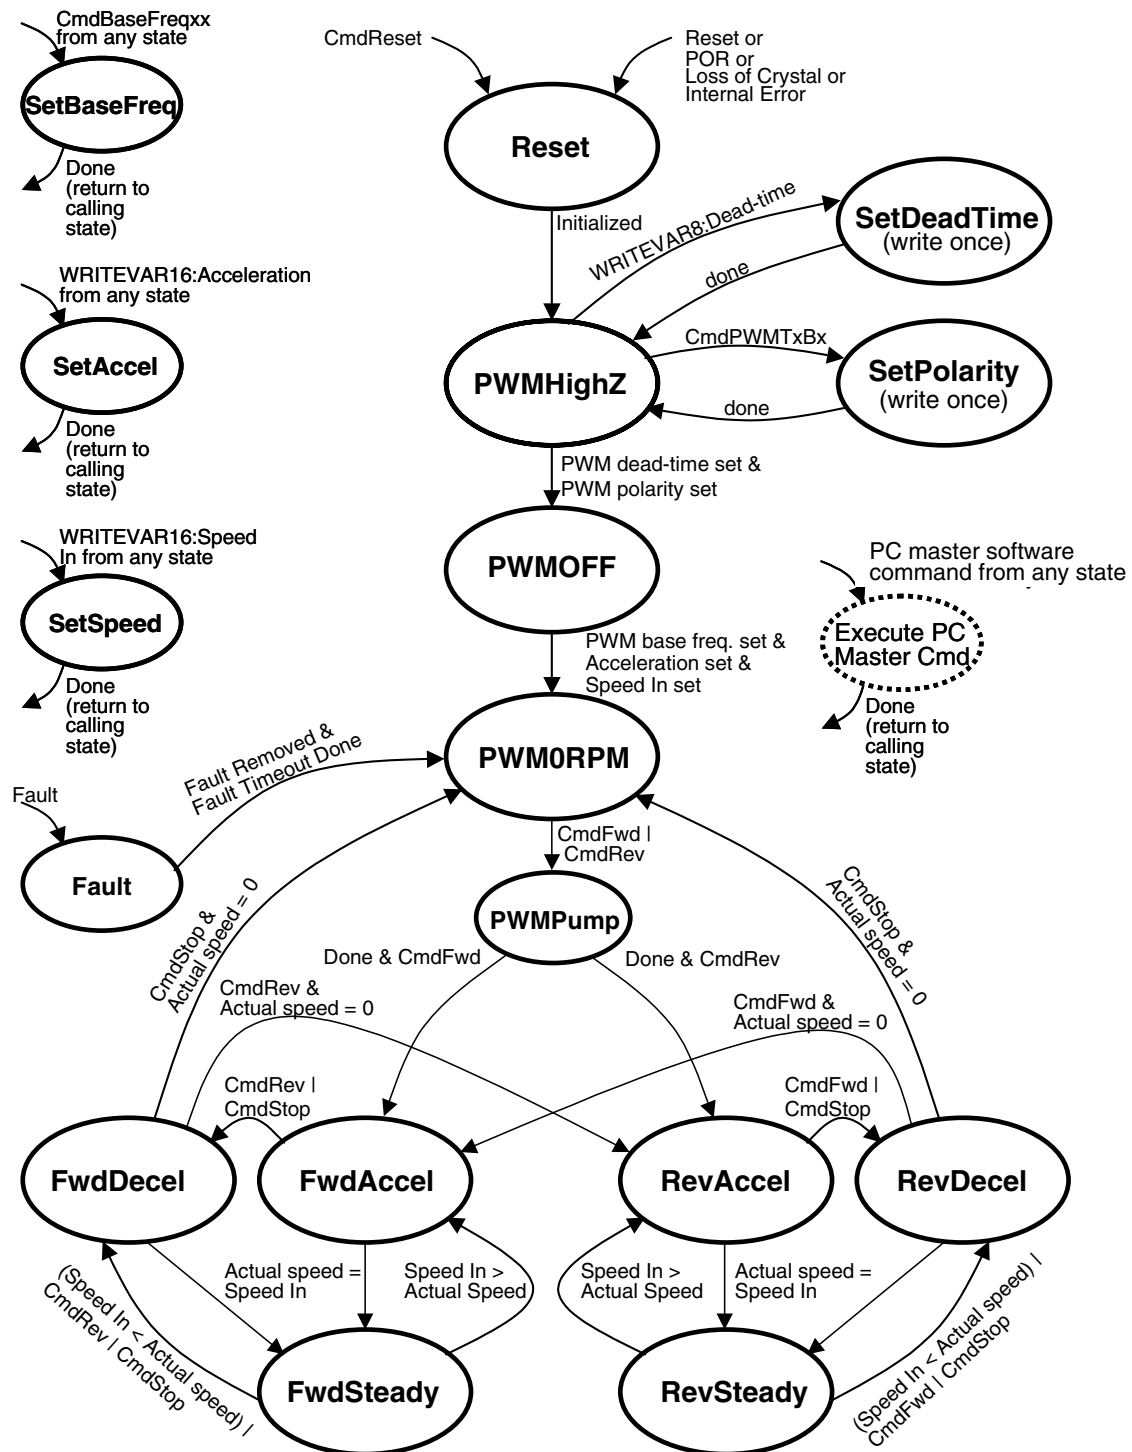 CmdBaseFreqxx
from any state
SetBaseFreq
Done
(return to
calling
state)
CmdReset
Reset or
POR or
Loss of Crystal or
Internal Error
Reset
Initialized
WRITEVAR8:Dead-time
SetDeadTime
(write once)
done
WRITEVAR16:Acceleration
from any state
SetAccel
Done
(return to
calling
state)
PWMHighZ
CmdPWMTxBx
SetPolarity
(write once)
done
PWM dead-time set &
PWM polarity set
WRITEVAR16:Speed
In from any state
SetSpeed
Done
(return to
calling
state)
PWMOFF
PC master software
command from any state
Execute PC
Master Cmd
Done
(return to
calling
state)
PWM base freq. set &
Acceleration set &
Speed In set
PWM0RPM
Fault Removed &
Fault Timeout Done
Fault
Fault
CmdFwd |
CmdRev
PWMPump
CmdStop &
Actual speed = 0
CmdStop &
Actual speed = 0
Done & CmdFwd
Done & CmdRev
CmdRev &
Actual speed = 0
CmdFwd &
Actual speed = 0
CmdRev |
CmdStop
CmdFwd |
CmdStop
FwdDecel
FwdAccel
RevAccel
RevDecel
(Speed In < Actual speed) |
CmdRev | CmdStop
Actual speed =
Speed In
Speed In >
Actual Speed
Speed In >
Actual Speed
Actual speed =
Speed In
(Speed In < Actual speed) |
CmdFwd | CmdStop
FwdSteady
RevSteady